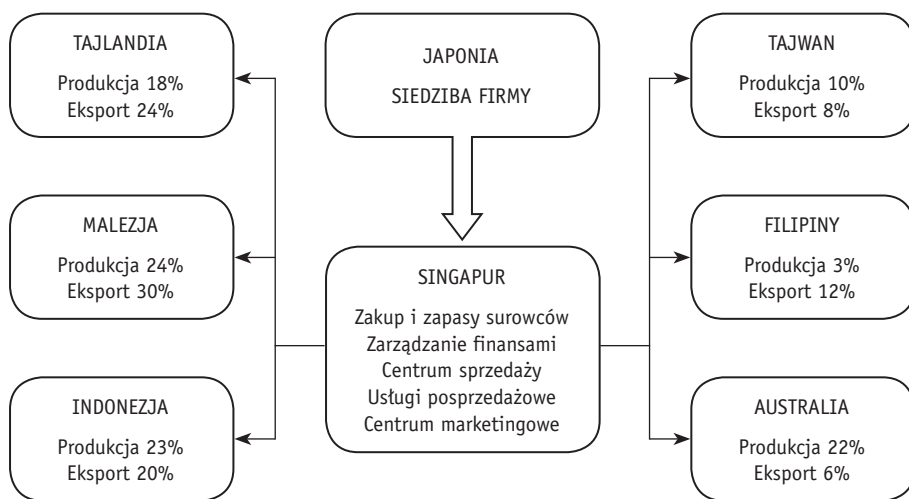 TAJLANDIA
Produkcja 18%
Eksport 24%
JAPONIA
SIEDZIBA FIRMY
TAJWAN
Produkcja 10%
Eksport 8%
MALEZJA
Produkcja 24%
Eksport 30%
SINGAPUR
Zakup i zapasy surowców
Zarządzanie finansami
Centrum sprzedaży
Usługi posprzedażowe
Centrum marketingowe
FILIPINY
Produkcja 3%
Eksport 12%
INDONEZJA
Produkcja 23%
Eksport 20%
AUSTRALIA
Produkcja 22%
Eksport 6%